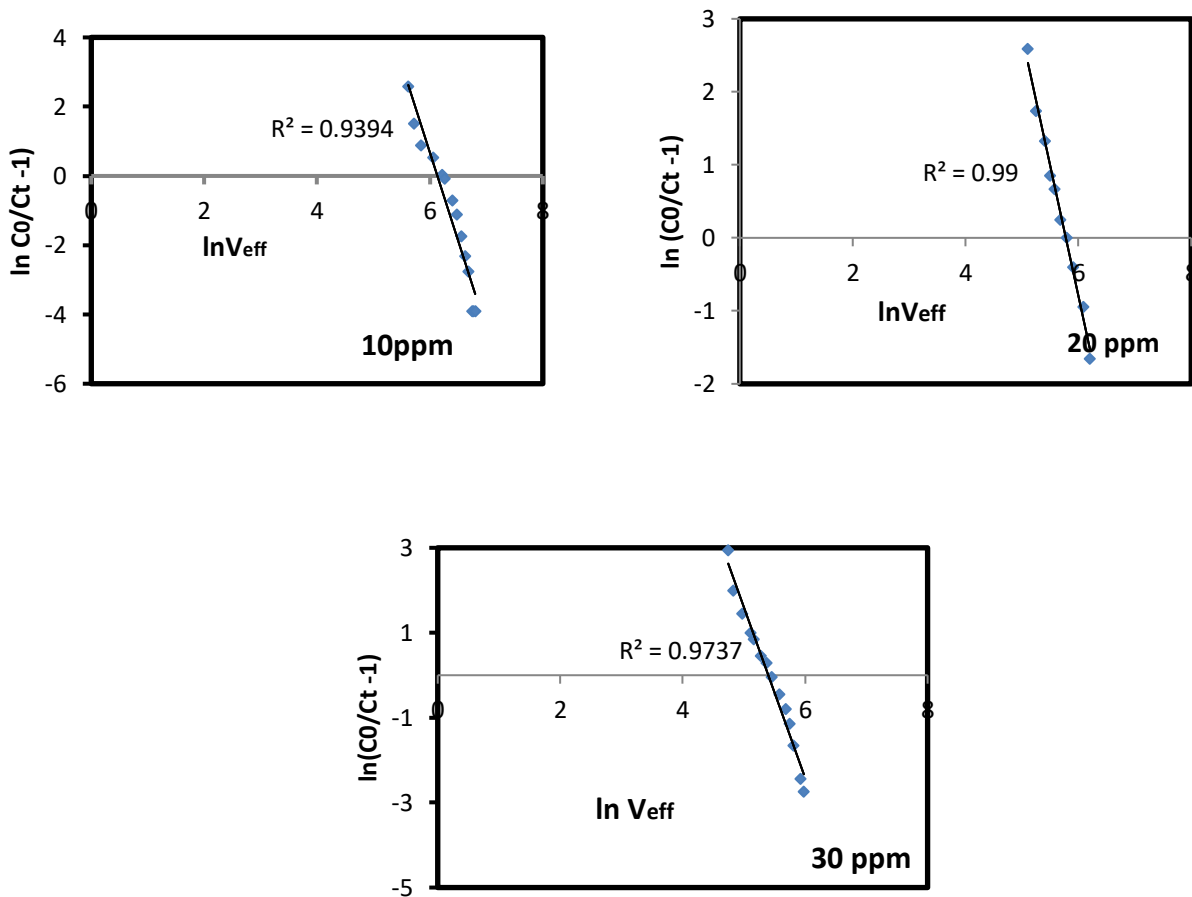 4
2
0
-2
-4
-6
0
2
4
6
8
ln C0/Ct -1)
R² = 0.9394
lnVeff
10ppm
3
2
1
0
-1
-2
0
2
4
6
8
ln (C0/Ct -1)
R² = 0.99
lnVeff
20 ppm
3
1
-1
-3
-5
0
2
4
6
8
ln(C0/Ct -1)
R² = 0.9737
ln Veff
30 ppm